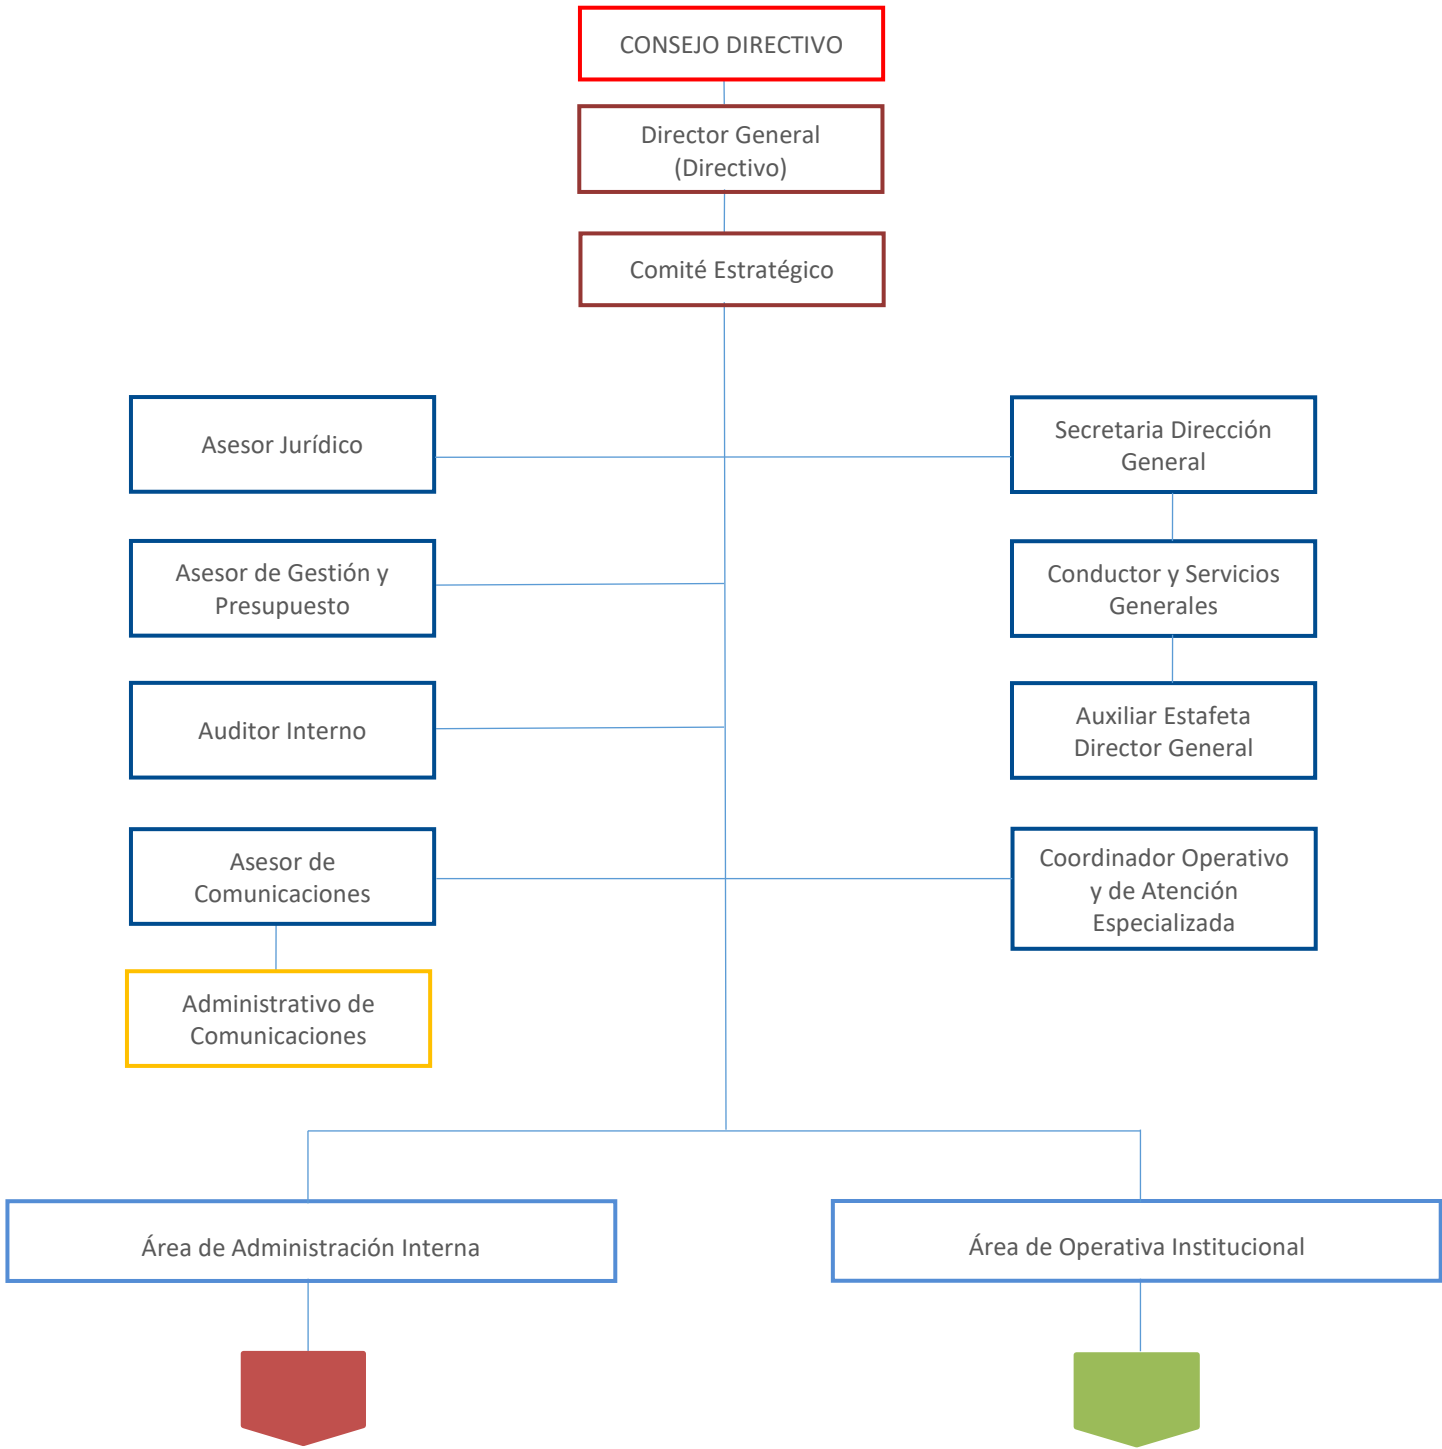 CONSEJO DIRECTIVO
Director General
(Directivo)
Comité Estratégico
Asesor Jurídico
Secretaria Dirección
General
Asesor de Gestión y
Presupuesto
Conductor y Servicios
Generales
Auditor Interno
Auxiliar Estafeta
Director General
Asesor de
Comunicaciones
Coordinador Operativo
y de Atención
Especializada
Administrativo de
Comunicaciones
Área de Administración Interna
Área de Operativa Institucional